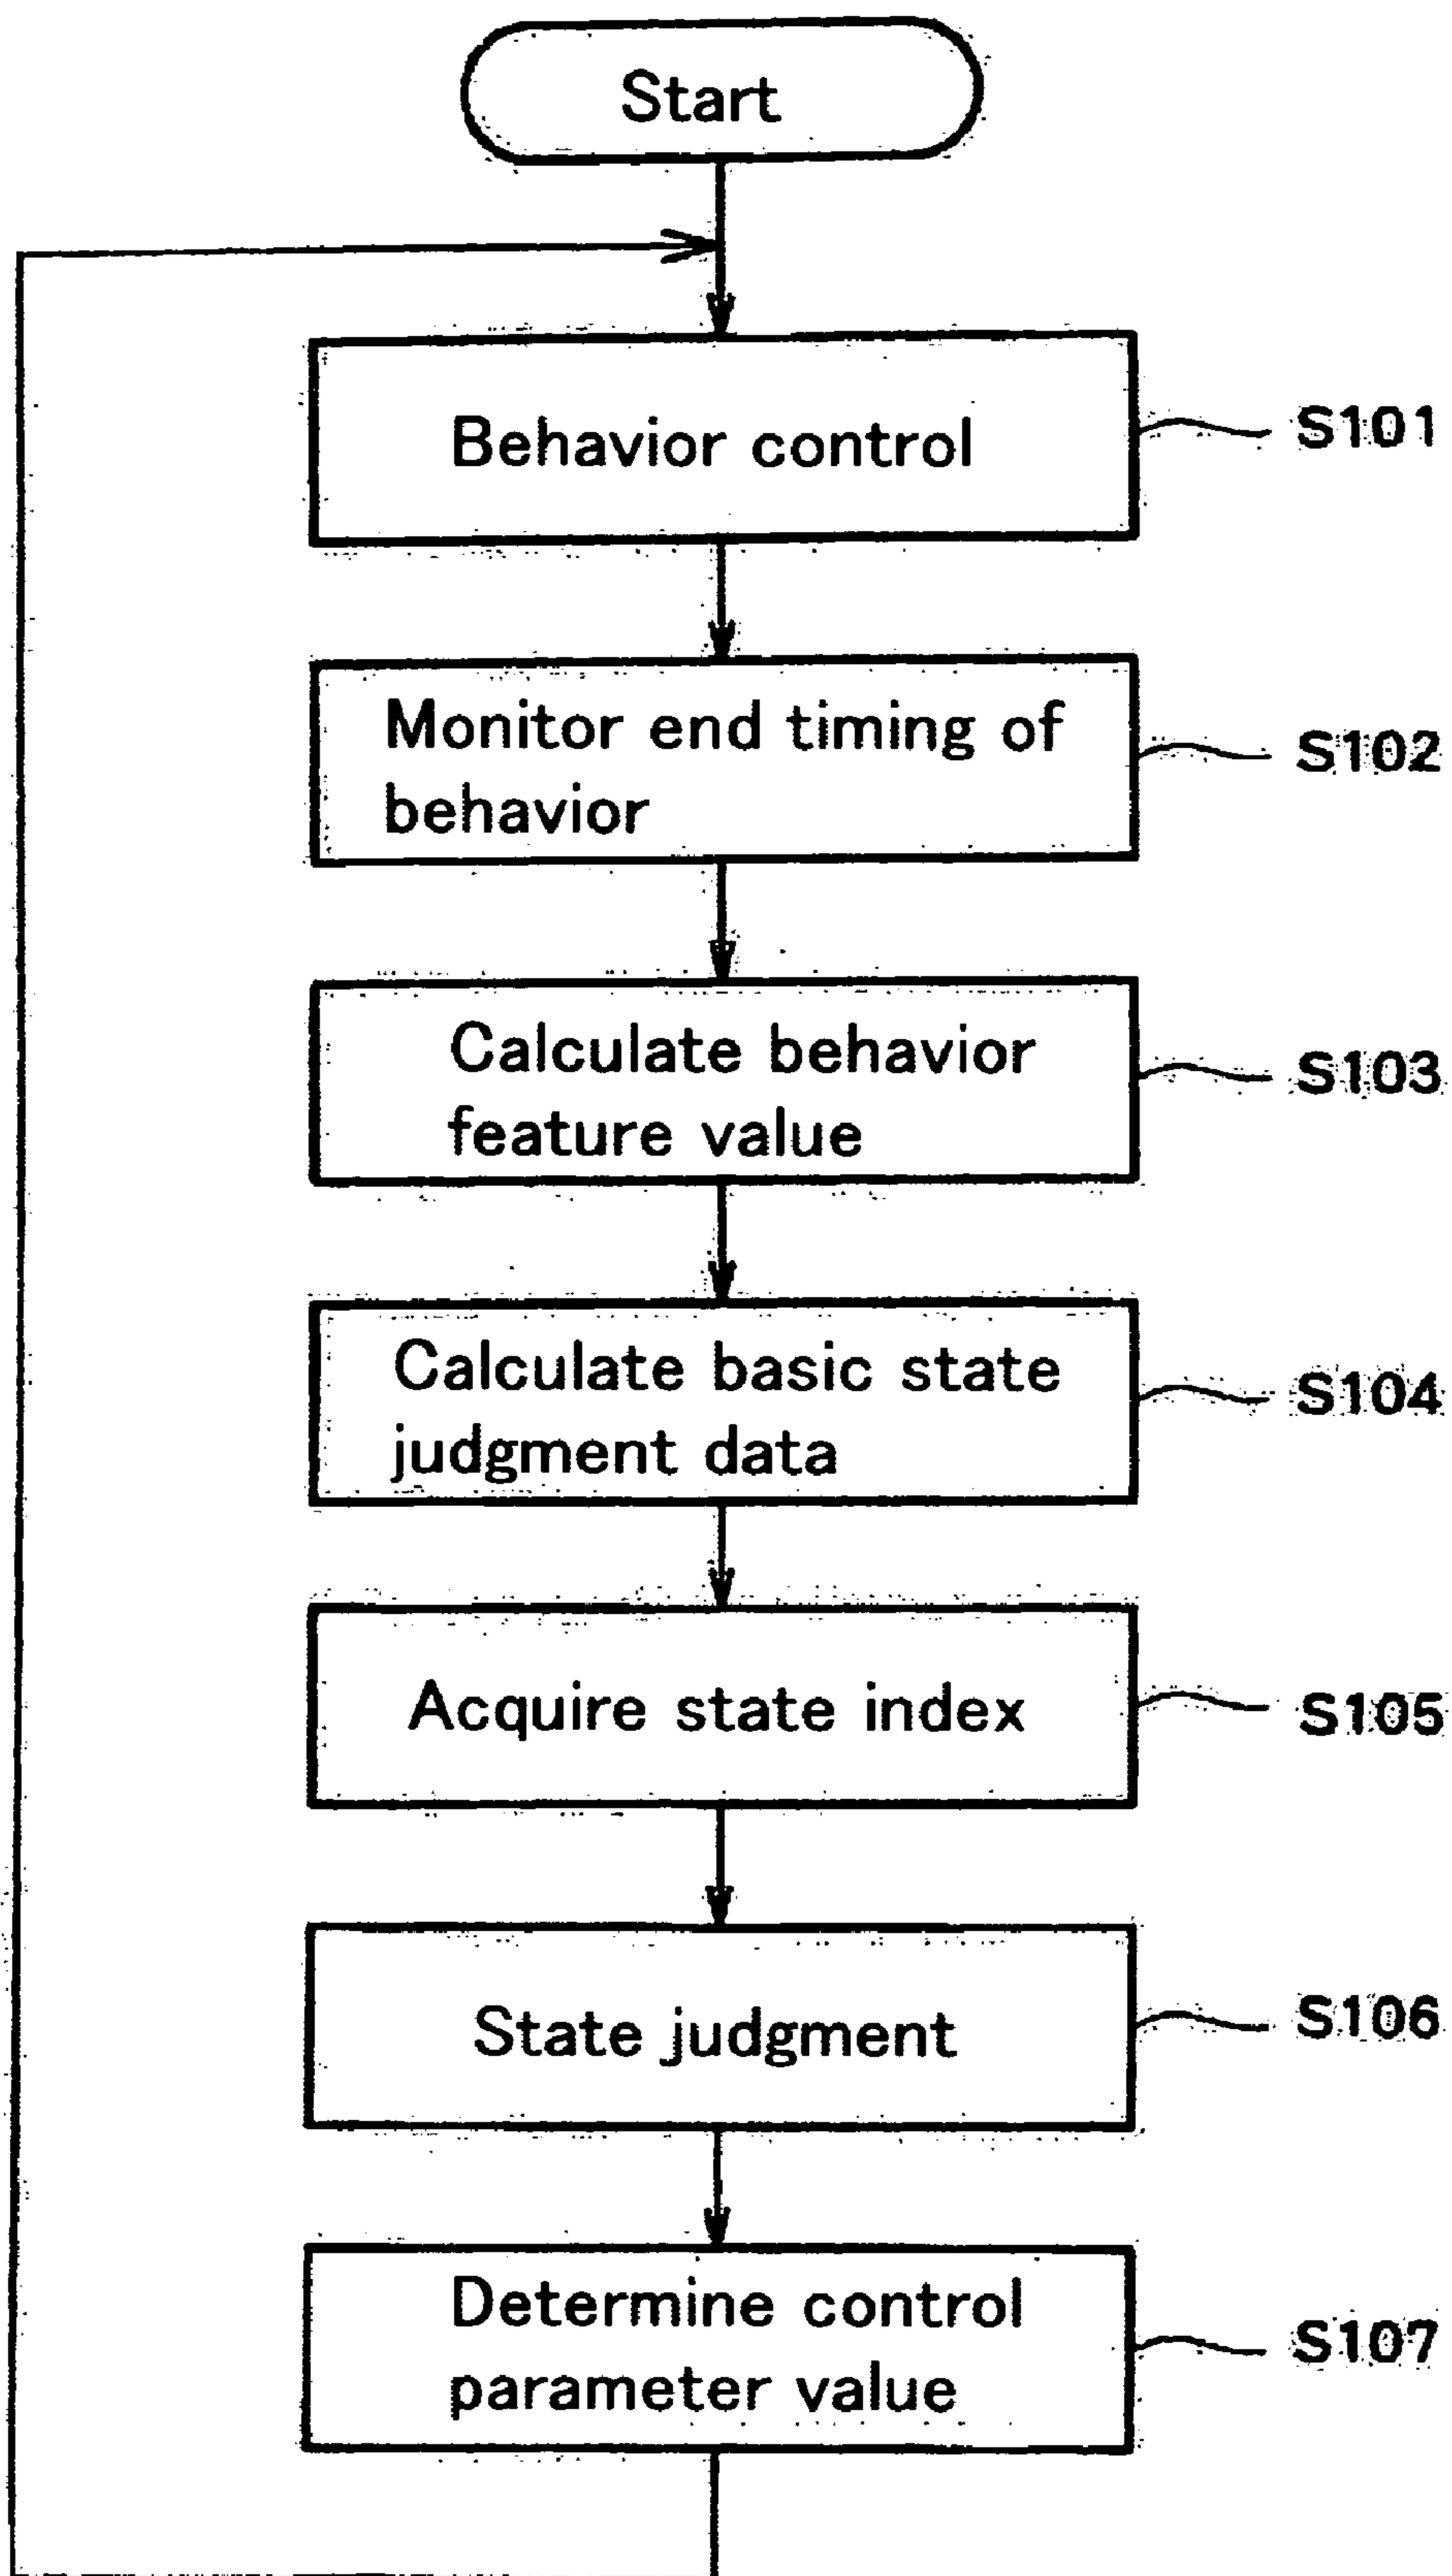 Start
Behavior control
S101
Monitor end timing of
behavior
S102
Calculate behavior
feature value
S103
Calculate basic state
judgment data
S104
Acquire state index
S105
State judgment
S106
Determine control
parameter value
S107